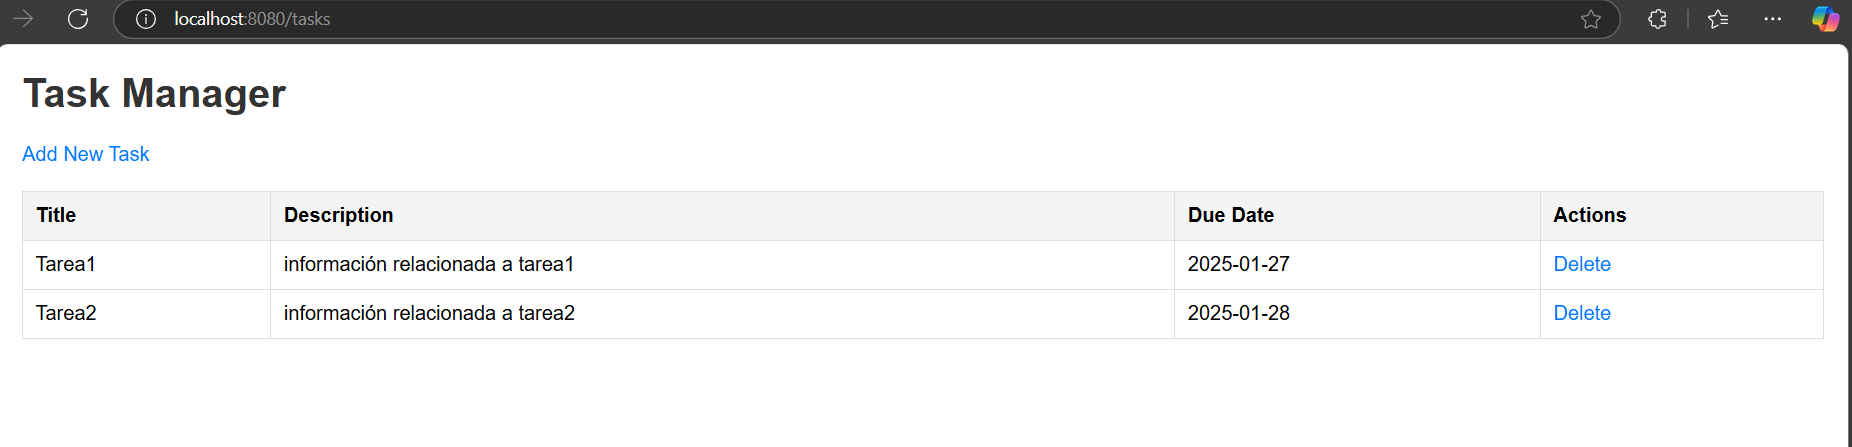 localhost:8080/tasks
Task Manager
Add New Task
Title Description Due Date Actions
Tarea1 información relacionada a tarea1 2025-01-27 Delete
Tarea2 información relacionada a tarea2 2025-01-28 Delete